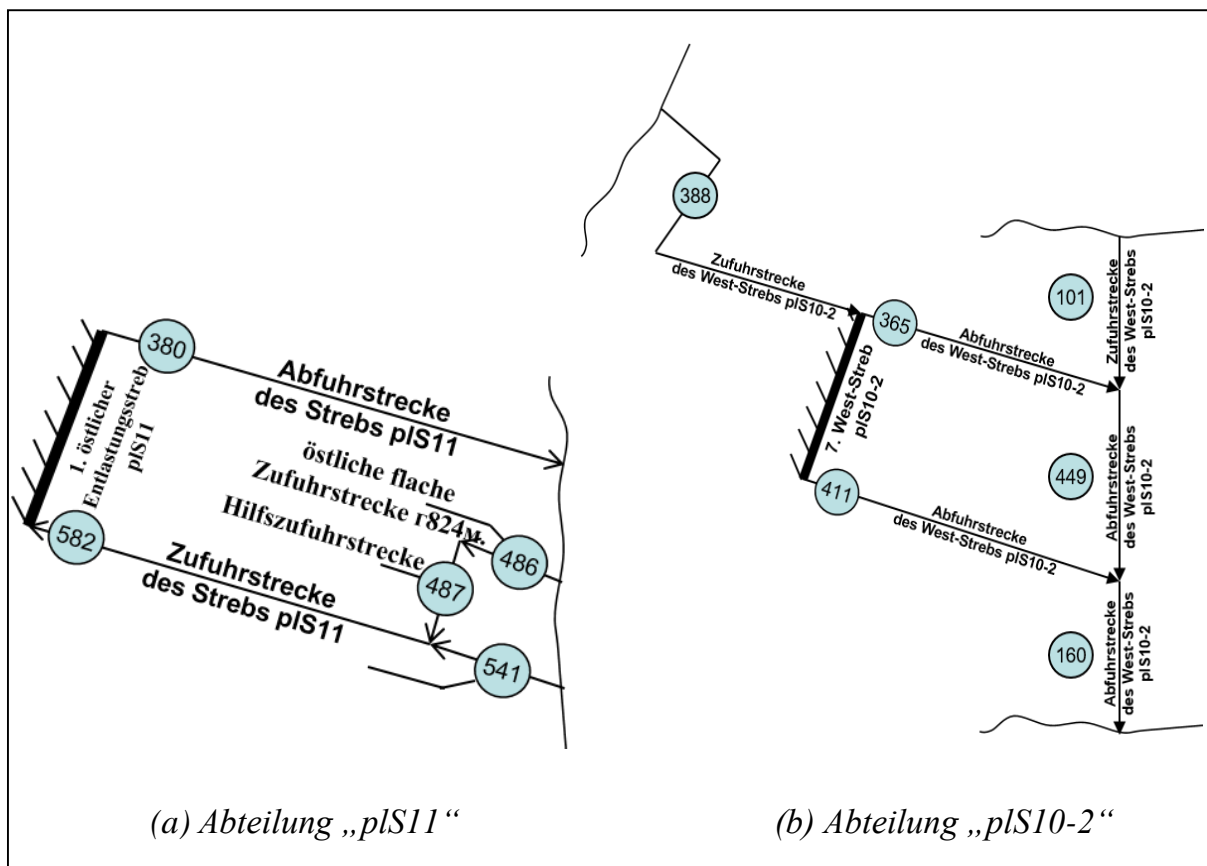 380
Abfuhrstrecke
des Strebs plS11
1. östlicher
Entlastungsstreb
plS11
östliche flache
Zufuhrstrecke г824м.
Hilfszufuhrstrecke
486
487
582
Zufuhrstrecke
des Strebs plS11
541
(a) Abteilung „plS11“
388
Zufuhrstrecke
des West-Strebs plS10-2
365
Abfuhrstrecke
des West-Strebs plS10-2
7. West-Streb
plS10-2
411
Abfuhrstrecke
des West-Strebs plS10-2
101
Zufuhrstrecke
des West-Strebs
plS10-2
449
Abfuhrstrecke
des West-Strebs
plS10-2
160
Abfuhrstrecke
des West-Strebs
plS10-2
(b) Abteilung „plS10-2“